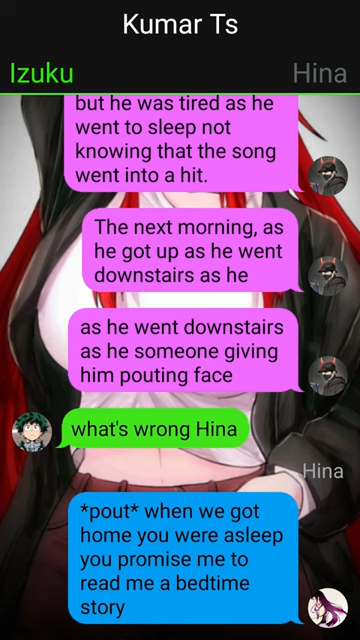 Kumar Ts
Izuku
Hina
but he was tired as he
went to sleep not
knowing that the song
went into a hit.
The next morning, as
he got up as he went
downstairs as he
as he went downstairs
as he someone giving
him pouting face
what's wrong Hina
Hina
*pout* when we got
home you were asleep
you promise me to
read me a bedtime
story